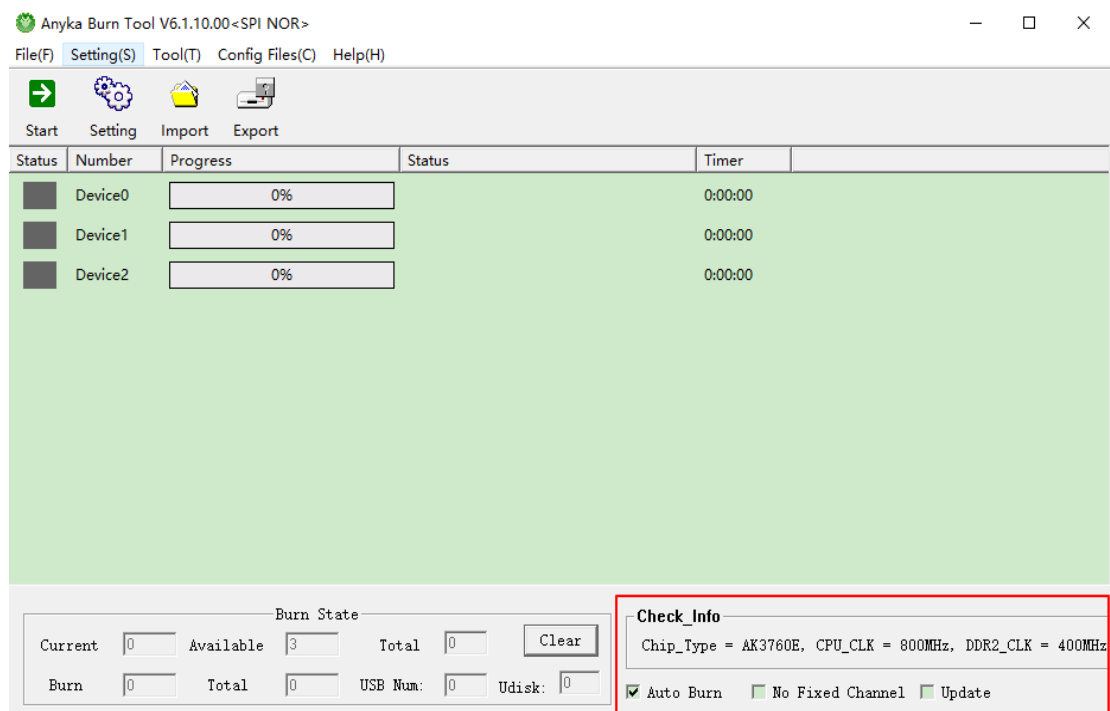 Anyka Burn Tool V6.1.10.00<SPI NOR>
File(F) Setting(S) Tool(T) Config Files(C) Help(H)
Start Setting Import Export
Status Number Progress Status Timer
Device0 0% 0:00:00
Device1 0% 0:00:00
Device2 0% 0:00:00
Burn State
Current 0 Available 3 Total 0 Clear
Burn 0 Total 0 USB Num: 0 Udisk: 0
Check_Info
Chip_Type = AK3760E, CPU_CLK = 800MHz, DDR2_CLK = 400MHz
Auto Burn No Fixed Channel Update